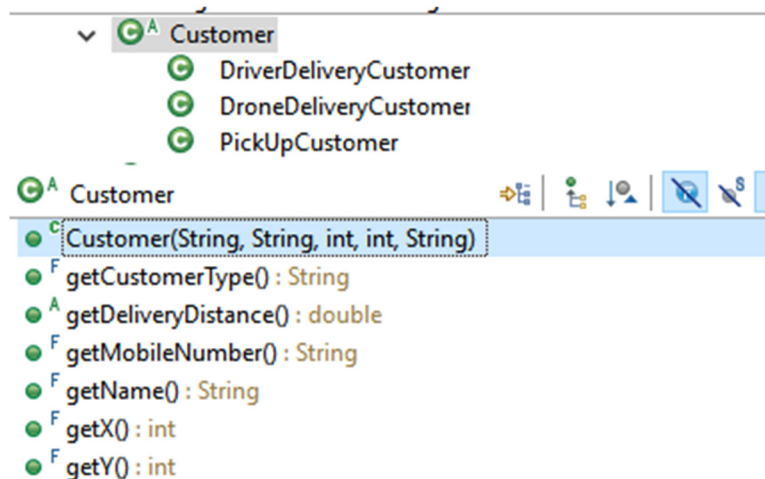 Customer
DriverDeliveryCustomer
DroneDeliveryCustomer
PickUpCustomer
Customer
Customer(String, String, int, int, String)
getCustomerType() : String
getDeliveryDistance() : double
getMobileNumber() : String
getName() : String
getX() : int
getY() : int